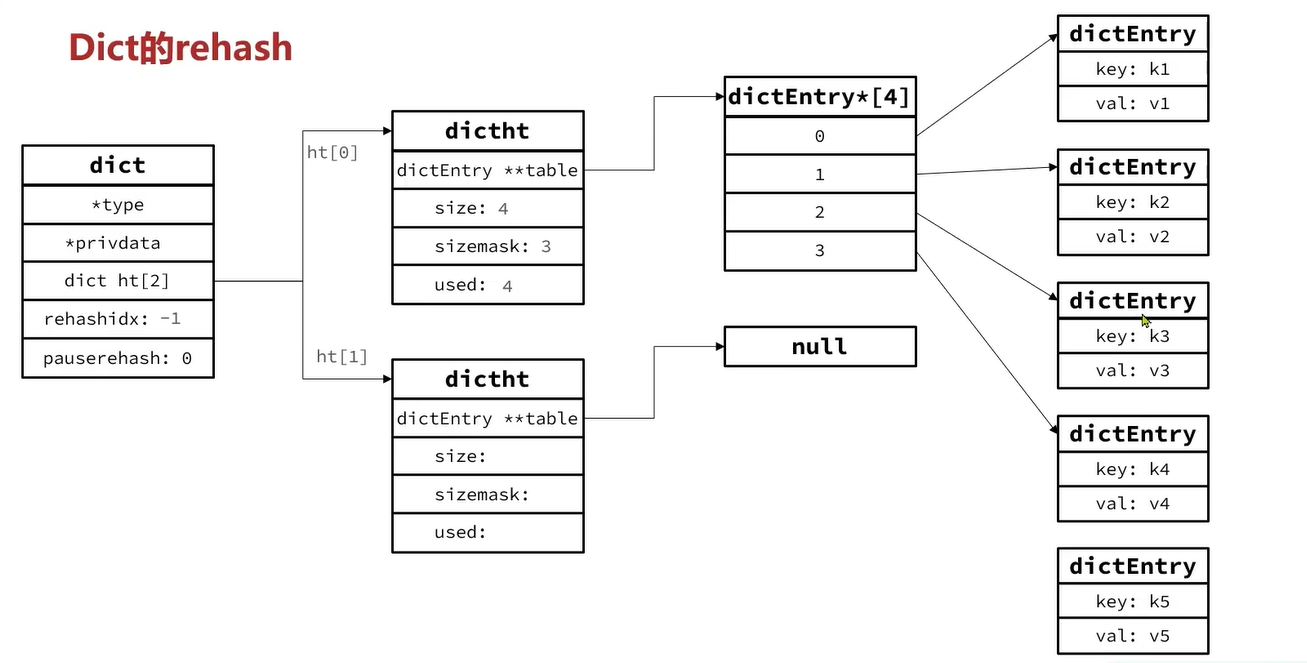 Dict的rehash
dict
*type
*privdata
dict ht[2]
rehashidx: -1
pauserehash: 0
ht[0]
dictht
dictEntry **table
size: 4
sizemask: 3
used: 4
ht[1]
dictht
dictEntry **table
size:
sizemask:
used:
dictEntry*[4]
0
1
2
3
null
dictEntry
key: k1
val: v1
dictEntry
key: k2
val: v2
dictEntry
key: k3
val: v3
dictEntry
key: k4
val: v4
dictEntry
key: k5
val: v5